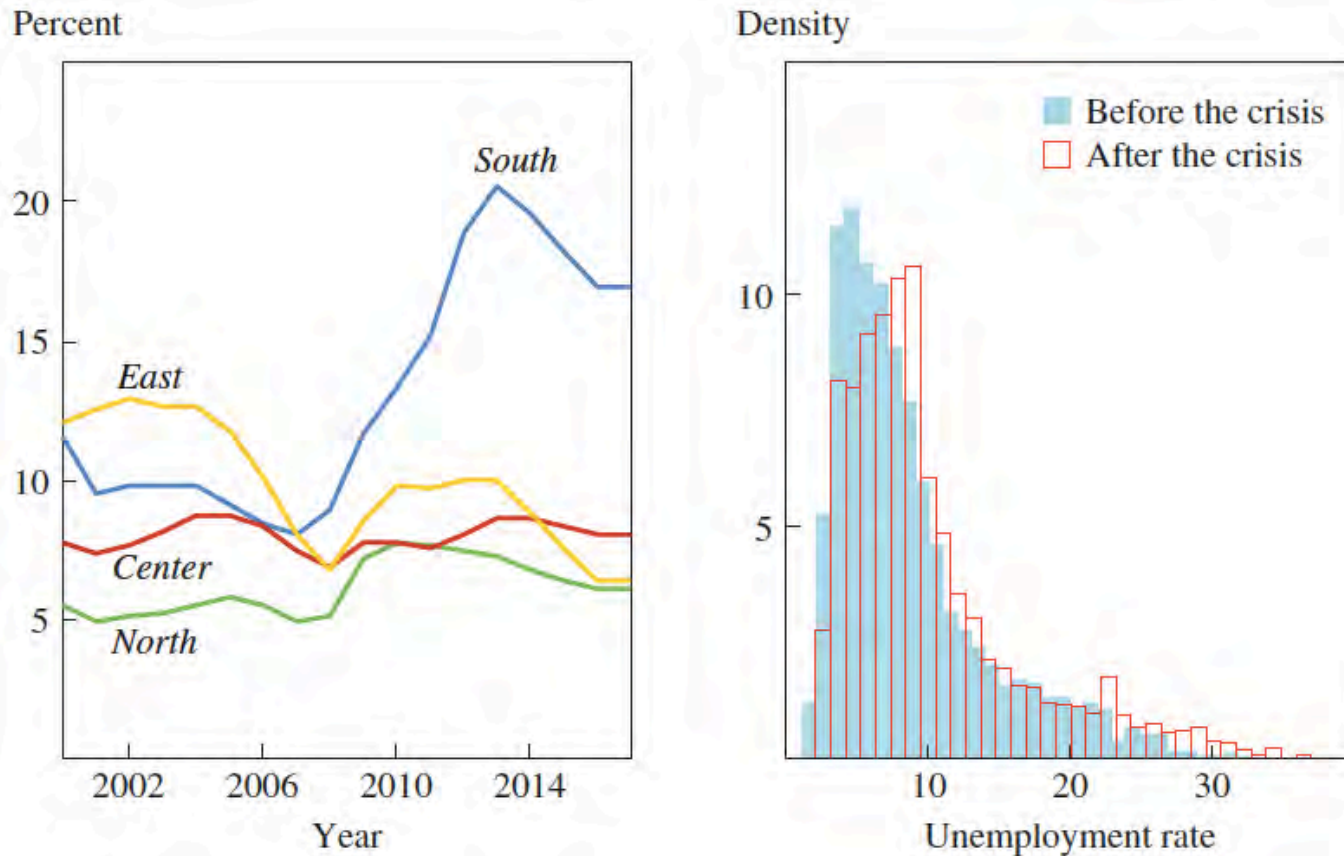 Percent
20
15
10
5
South
East
Center
North
2002 2006 2010 2014
Year
Density
Before the crisis
After the crisis
10
5
10 20 30
Unemployment rate